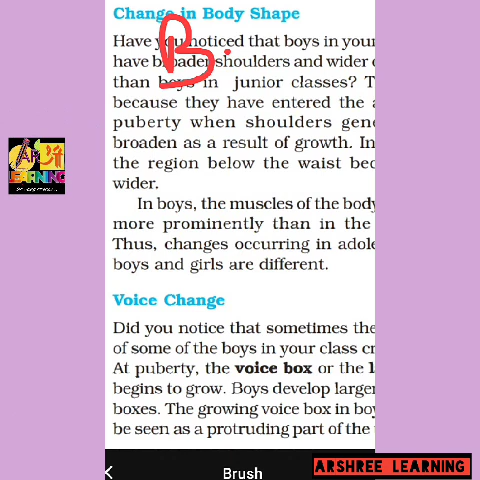 Change in Body Shape
B.
Have you noticed that boys in your
have broader shoulders and wider
than boys in junior classes?
because they have entered the
puberty when shoulders
broaden as a result of growth. In
the region below the waist
wider.
In boys, the muscles of the body
more prominently than in the
Thus, changes occurring in
boys and girls are different.
Voice Change
Did you notice that sometimes the
of some of the boys in your class
At puberty, the voice box or the
begins to grow. Boys develop larger
boxes. The growing voice box in
be seen as a protruding part of the
LEARNING
Brush
ARSHREE LEARNING